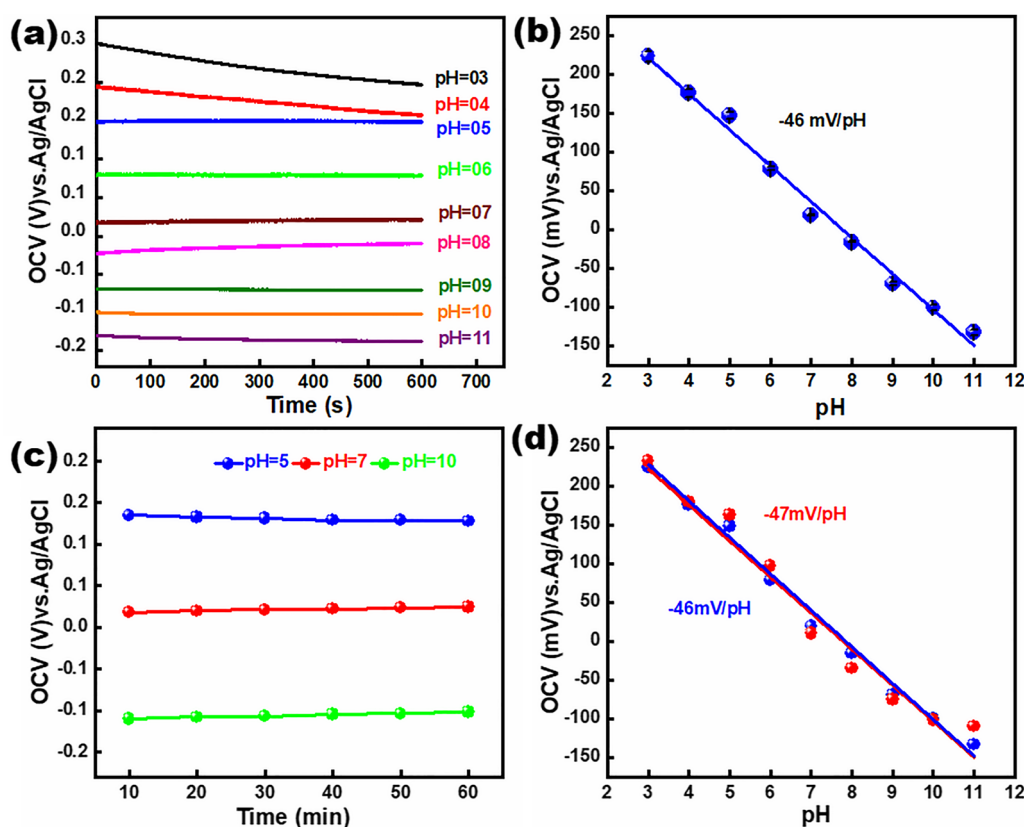 (a)
OCV (V)vs.Ag/AgCl
0.3
0.2
0.2
0.1
0.1
0.0
-0.1
-0.1
-0.2
pH=03
pH=04
pH=05
pH=06
pH=07
pH=08
pH=09
pH=10
pH=11
0 100 200 300 400 500 600 700
Time (s)
(b)
OCV (mV)vs.Ag/AgCl
250
200
150
100
50
0
-50
-100
-150
-46 mV/pH
2 3 4 5 6 7 8 9 10 11 12
pH
(c)
OCV (V)vs.Ag/AgCl
0.2
0.2
0.1
0.1
0.0
-0.1
-0.1
-0.2
pH=5 pH=7 pH=10
10 20 30 40 50 60
Time (min)
(d)
OCV (mV)vs.Ag/AgCl
250
200
150
100
50
0
-50
-100
-150
-47mV/pH
-46mV/pH
2 3 4 5 6 7 8 9 10 11 12
pH